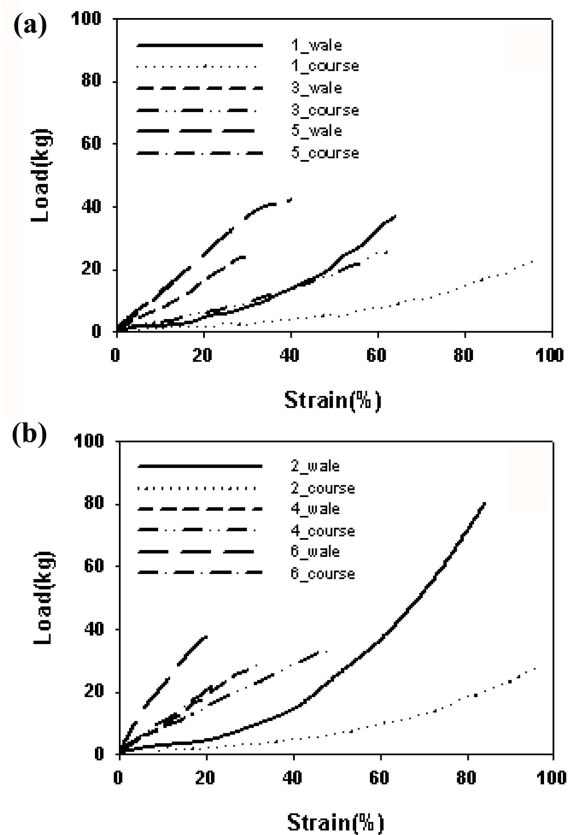 (a)
100
80
60
40
20
0
Load(kg)
1_wale
1_course
3_wale
3_course
5_wale
5_course
0 20 40 60 80 100
Strain(%)
(b)
100
80
60
40
20
0
Load(kg)
2_wale
2_course
4_wale
4_course
6_wale
6_course
0 20 40 60 80 100
Strain(%)